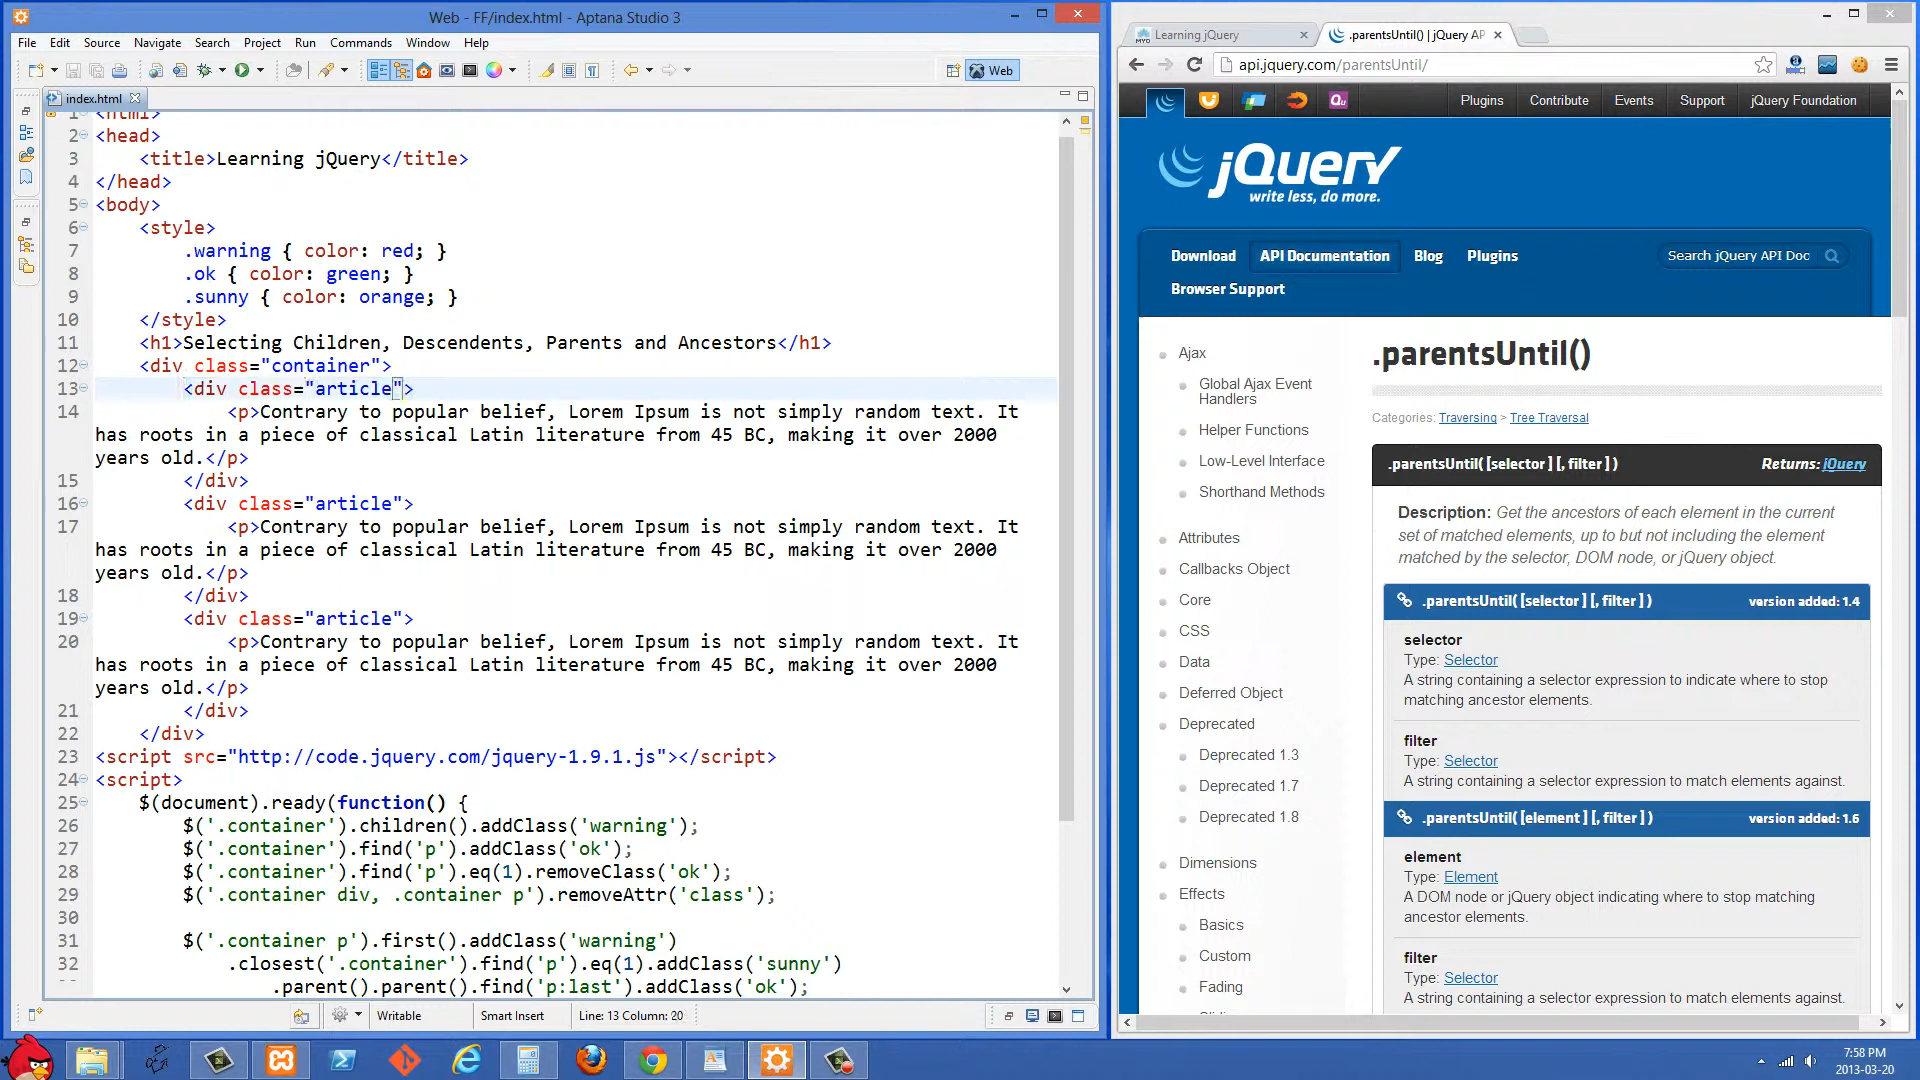 Web - FF/index.html - Aptana Studio 3
File Edit Source Navigate Search Project Run Commands Window Help
Web
index.html
1 <html>
2 <head>
3 <title>Learning jQuery</title>
4 </head>
5 <body>
6 <style>
7 .warning { color: red; }
8 .ok { color: green; }
9 .sunny { color: orange; }
10 </style>
11 <h1>Selecting Children, Descendents, Parents and Ancestors</h1>
12 <div class="container">
13 <div class="article">
14 <p>Contrary to popular belief, Lorem Ipsum is not simply random text. It
has roots in a piece of classical Latin literature from 45 BC, making it over 2000
years old.</p>
15 </div>
16 <div class="article">
17 <p>Contrary to popular belief, Lorem Ipsum is not simply random text. It
has roots in a piece of classical Latin literature from 45 BC, making it over 2000
years old.</p>
18 </div>
19 <div class="article">
20 <p>Contrary to popular belief, Lorem Ipsum is not simply random text. It
has roots in a piece of classical Latin literature from 45 BC, making it over 2000
years old.</p>
21 </div>
22 </div>
23 <script src="http://code.jquery.com/jquery-1.9.1.js"></script>
24 <script>
25 $(document).ready(function() {
26 $('.container').children().addClass('warning');
27 $('.container').find('p').addClass('ok');
28 $('.container').find('p').eq(1).removeClass('ok');
29 $('.container div, .container p').removeAttr('class');
30
31 $('.container p').first().addClass('warning')
32 .closest('.container').find('p').eq(1).addClass('sunny')
.parent().parent().find('p:last').addClass('ok');
Writable Smart Insert Line: 13 Column: 20
Learning jQuery
.parentsUntil() | jQuery AP
api.jquery.com/parentsUntil/
Qu
Plugins Contribute Events Support jQuery Foundation
jQuery
write less, do more.
Download API Documentation Blog Plugins
Search jQuery API Doc
Browser Support
Ajax
Global Ajax Event
Handlers
Helper Functions
Low-Level Interface
Shorthand Methods
Attributes
Callbacks Object
Core
CSS
Data
Deferred Object
Deprecated
Deprecated 1.3
Deprecated 1.7
Deprecated 1.8
Dimensions
Effects
Basics
Custom
Fading
.parentsUntil()
Categories: Traversing > Tree Traversal
.parentsUntil( [selector ] [, filter ] ) Returns: jQuery
Description: Get the ancestors of each element in the current
set of matched elements, up to but not including the element
matched by the selector, DOM node, or jQuery object.
.parentsUntil( [selector ] [, filter ] ) version added: 1.4
selector
Type: Selector
A string containing a selector expression to indicate where to stop
matching ancestor elements.
filter
Type: Selector
A string containing a selector expression to match elements against.
.parentsUntil( [element ] [, filter ] ) version added: 1.6
element
Type: Element
A DOM node or jQuery object indicating where to stop matching
ancestor elements.
filter
Type: Selector
A string containing a selector expression to match elements against.
7:58 PM
2013-03-20